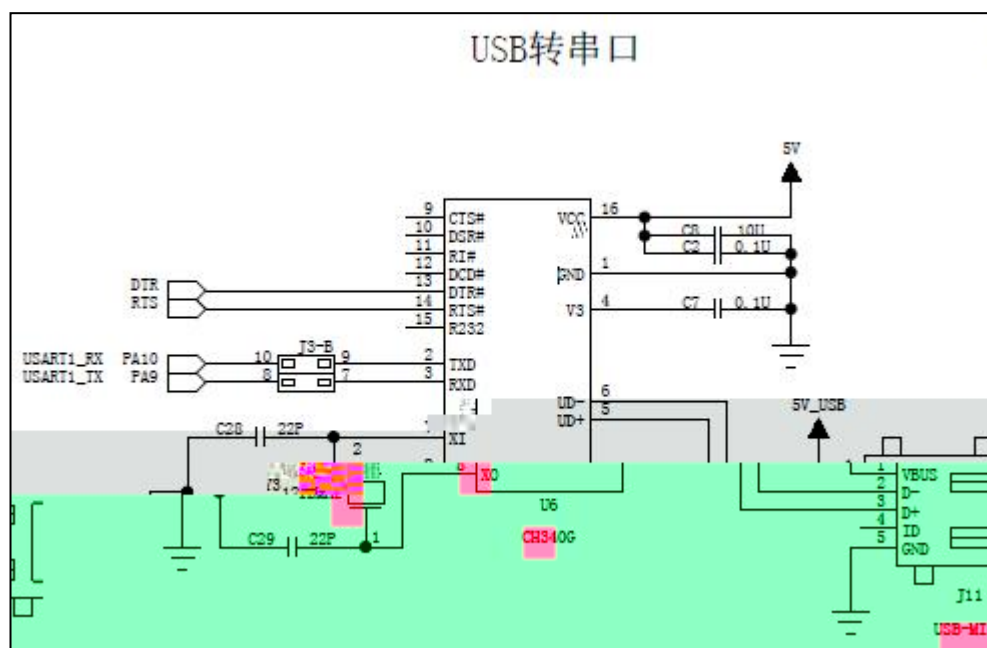 USB转串口
5V
9 CTS#
10 DSR#
11 RI#
12 DCD#
13 DTR#
14 RTS#
15 R232
DTR
RTS
16 VCC
C8 10U
C2 0.1U
1 GND
4 V3
C7 0.1U
J3-B
USART1_RX PA10 10 9 2 TXD
USART1_TX PA9 8 7 3 RXD
UD- 6
UD+ 5
5V_USB
C28 22P
XI
2
XO
U6
CH340G
C29 22P 1
1 VBUS
2 D-
3 D+
4 ID
5 GND
J11